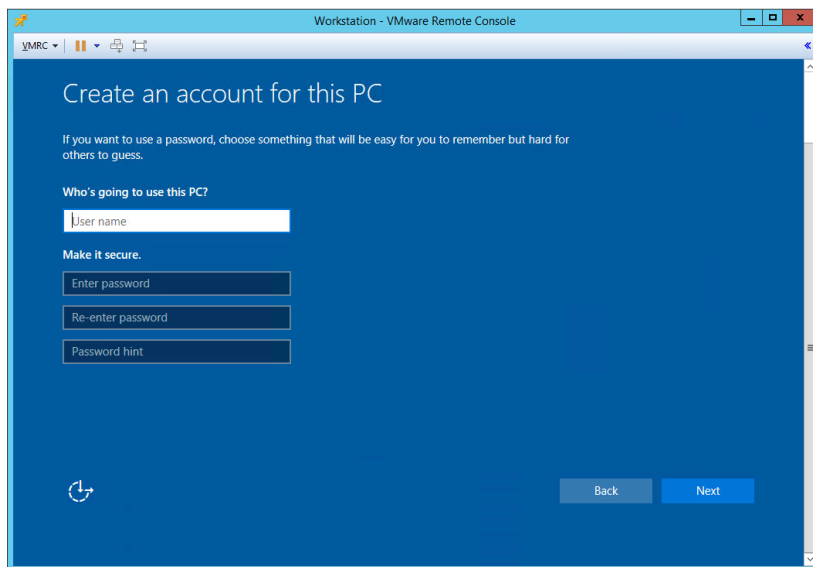 Workstation - VMware Remote Console
VMRC
Create an account for this PC
If you want to use a password, choose something that will be easy for you to remember but hard for
others to guess.
Who's going to use this PC?
User name
Make it secure.
Enter password
Re-enter password
Password hint
Back
Next